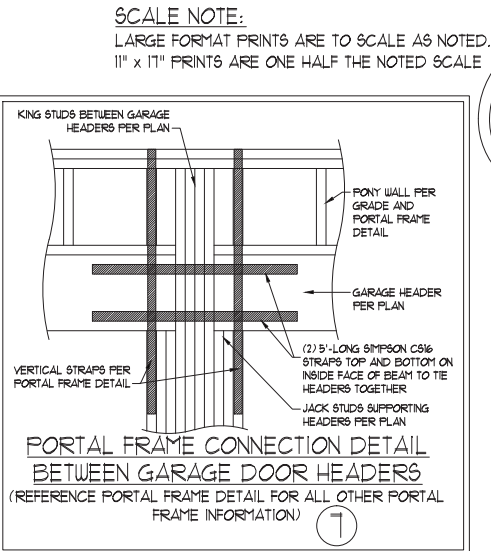 SCALE NOTE:
LARGE FORMAT PRINTS ARE TO SCALE AS NOTED.
11" x 17" PRINTS ARE ONE HALF THE NOTED SCALE
KING STUDS BETWEEN GARAGE
HEADERS PER PLAN
PONY WALL PER
GRADE AND
PORTAL FRAME
DETAIL
GARAGE HEADER
PER PLAN
(2) 5'-LONG SIMPSON CS16
STRAPS TOP AND BOTTOM ON
INSIDE FACE OF BEAM TO TIE
HEADERS TOGETHER
VERTICAL STRAPS PER
PORTAL FRAME DETAIL
JACK STUDS SUPPORTING
HEADERS PER PLAN
PORTAL FRAME CONNECTION DETAIL
BETWEEN GARAGE DOOR HEADERS
(REFERENCE PORTAL FRAME DETAIL FOR ALL OTHER PORTAL
FRAME INFORMATION)
7